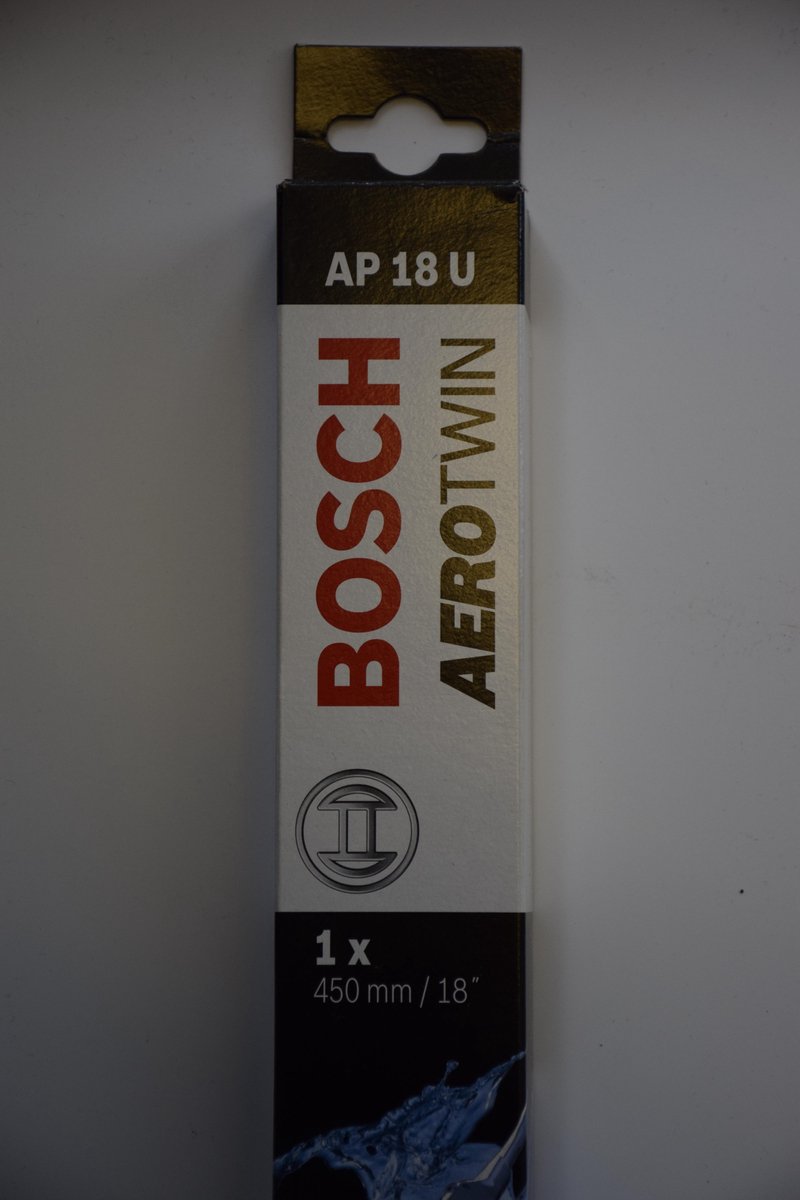 AP 18 U
BOSCH
AEROTWIN
1 x
450 mm / 18″